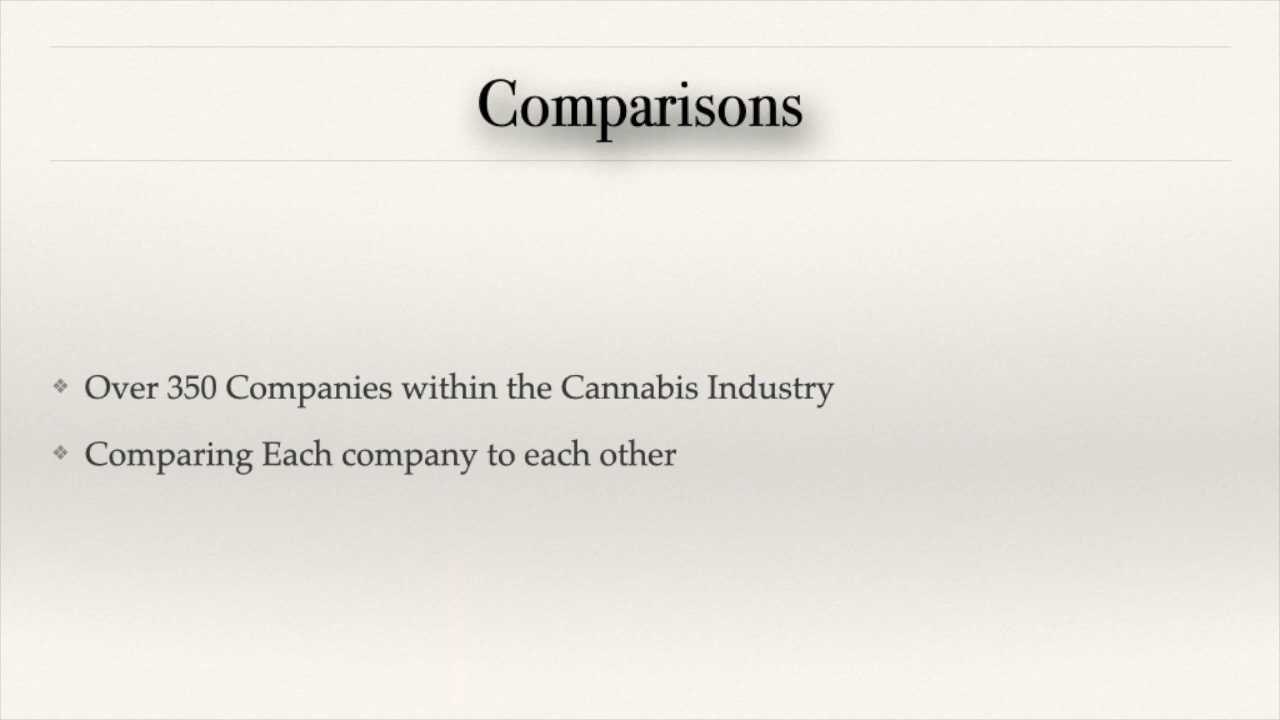 Comparisons
❖ Over 350 Companies within the Cannabis Industry
❖ Comparing Each company to each other